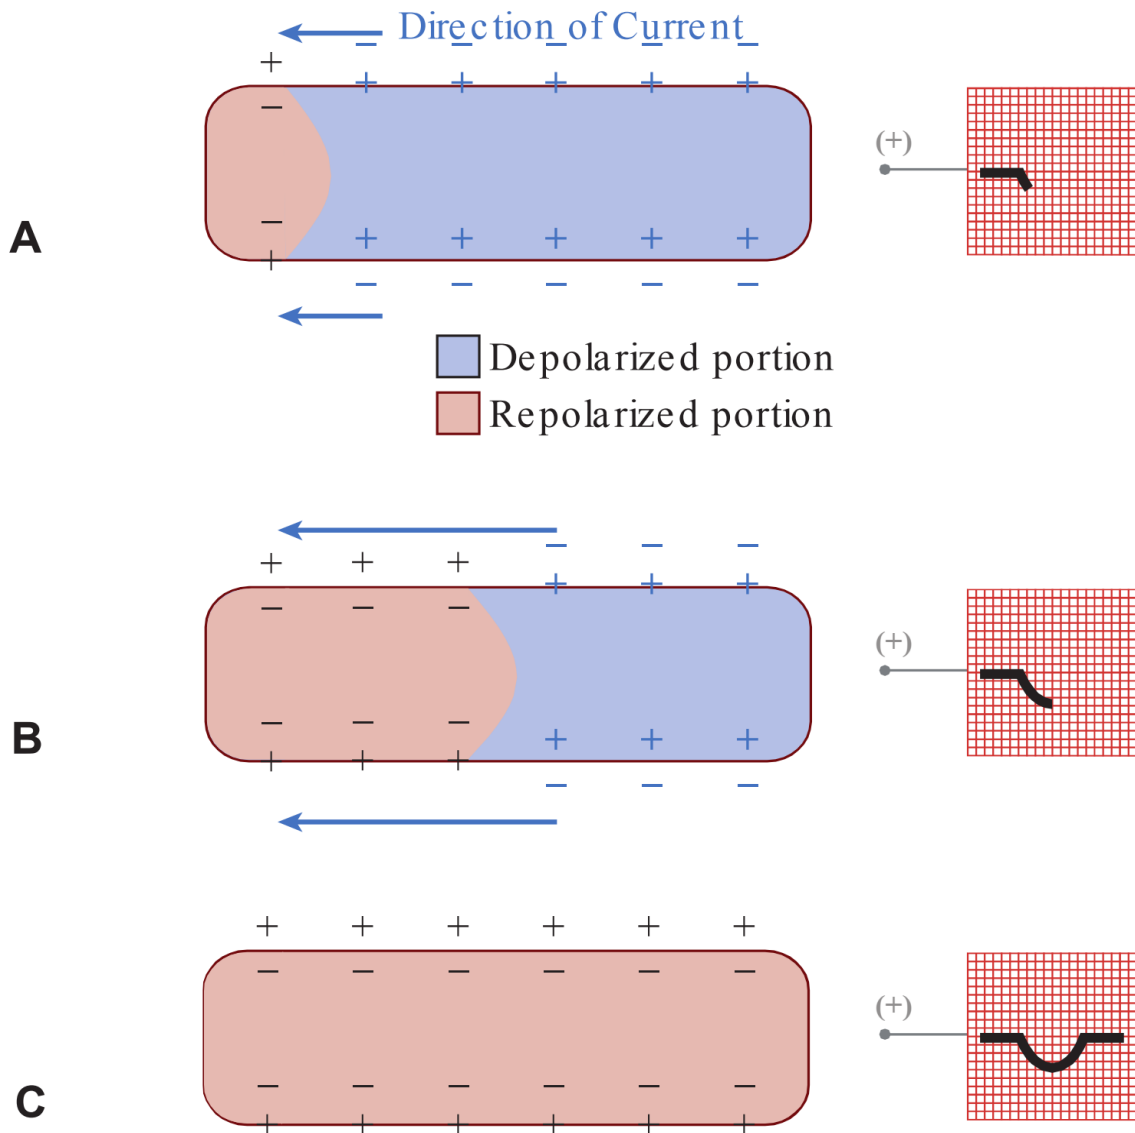 Direction of Current
(+)
A
Depolarized portion
Repolarized portion
(+)
B
(+)
C